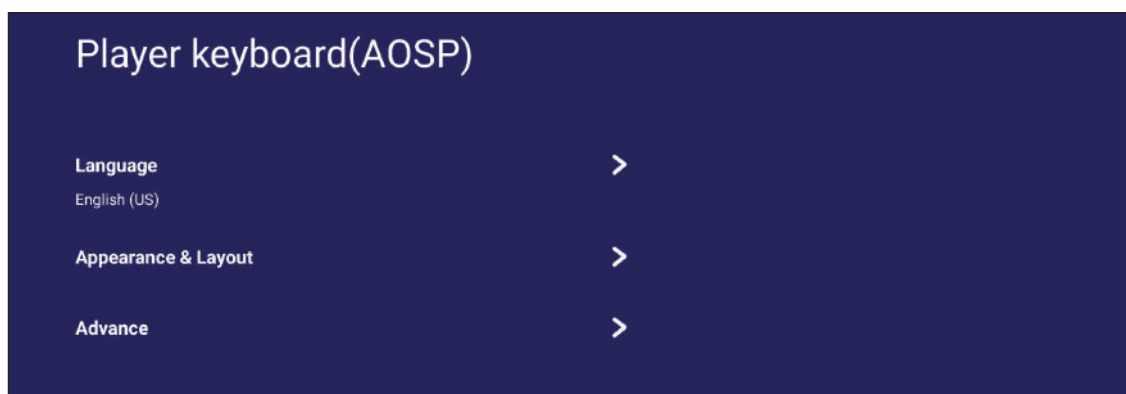 Player keyboard(AOSP)
Language
English (US)
Appearance & Layout
Advance